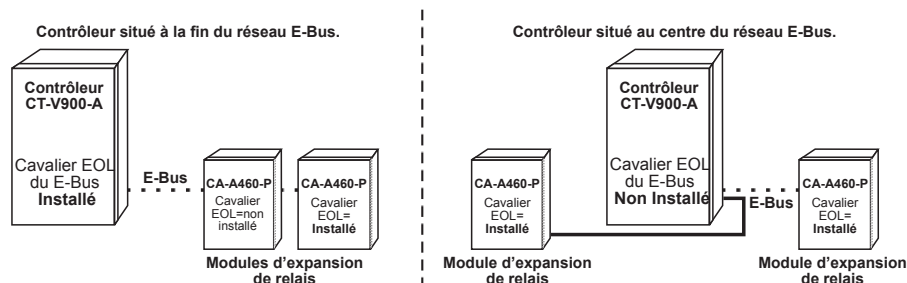 Contrôleur situé à la fin du réseau E-Bus.
Contrôleur
CT-V900-A
Cavalier EOL
du E-Bus
Installé
E-Bus
CA-A460-P
Cavalier
EOL=non
installé
CA-A460-P
Cavalier
EOL=
Installé
Modules d'expansion
de relais
Contrôleur situé au centre du réseau E-Bus.
Contrôleur
CT-V900-A
Cavalier EOL
du E-Bus
Non Installé
CA-A460-P
Cavalier
EOL=
Installé
Module d'expansion
de relais
E-Bus
CA-A460-P
Cavalier
EOL=
Installé
Module d'expansion
de relais